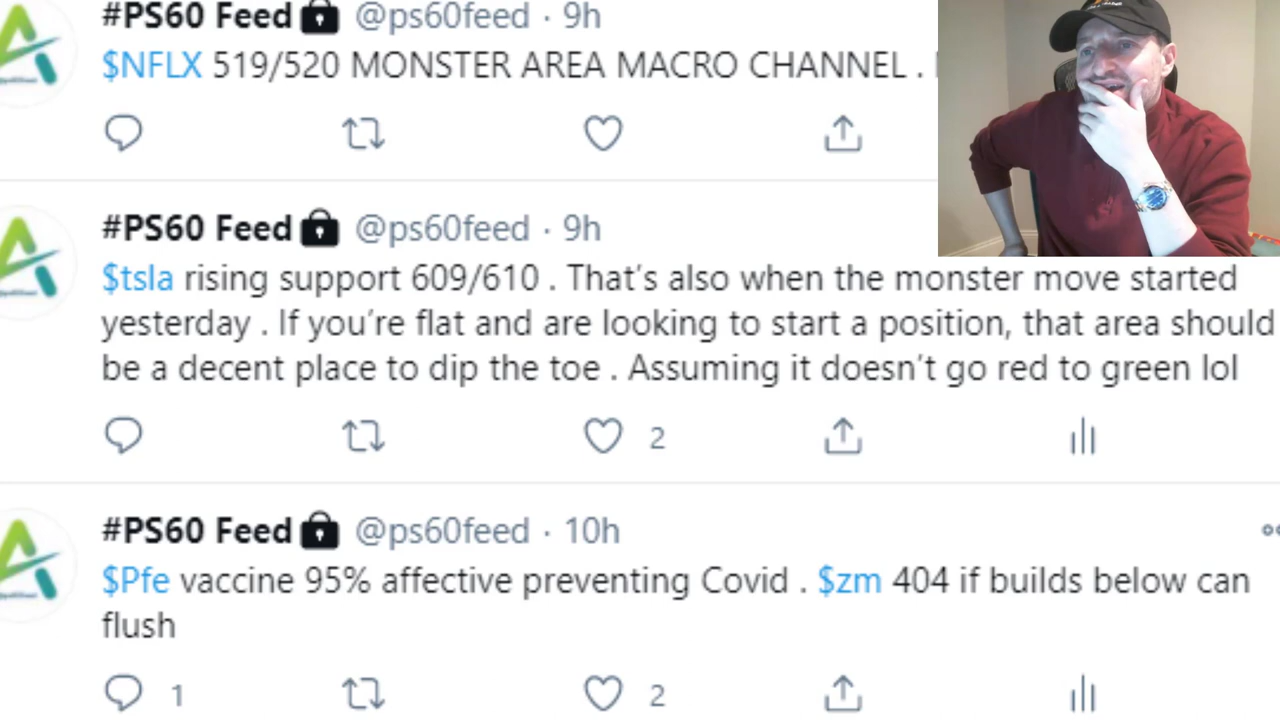 #PS60 Feed @ps60feed · 9h
$NFLX 519/520 MONSTER AREA MACRO CHANNEL .
#PS60 Feed @ps60feed · 9h
$tsla rising support 609/610 . That's also when the monster move started
yesterday . If you're flat and are looking to start a position, that area should
be a decent place to dip the toe . Assuming it doesn't go red to green lol
2
#PS60 Feed @ps60feed · 10h
$Pfe vaccine 95% affective preventing Covid . $zm 404 if builds below can
flush
1 2